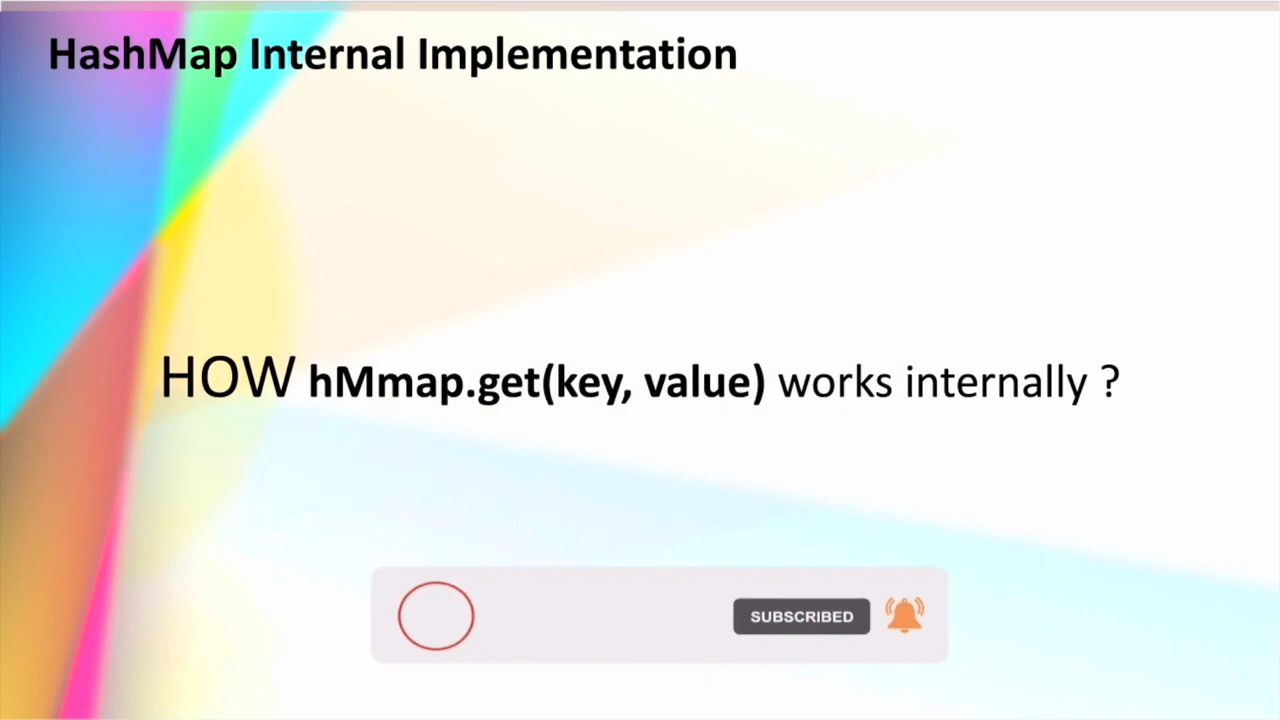 HashMap Internal Implementation
HOW hMmap.get(key, value) works internally ?
SUBSCRIBED